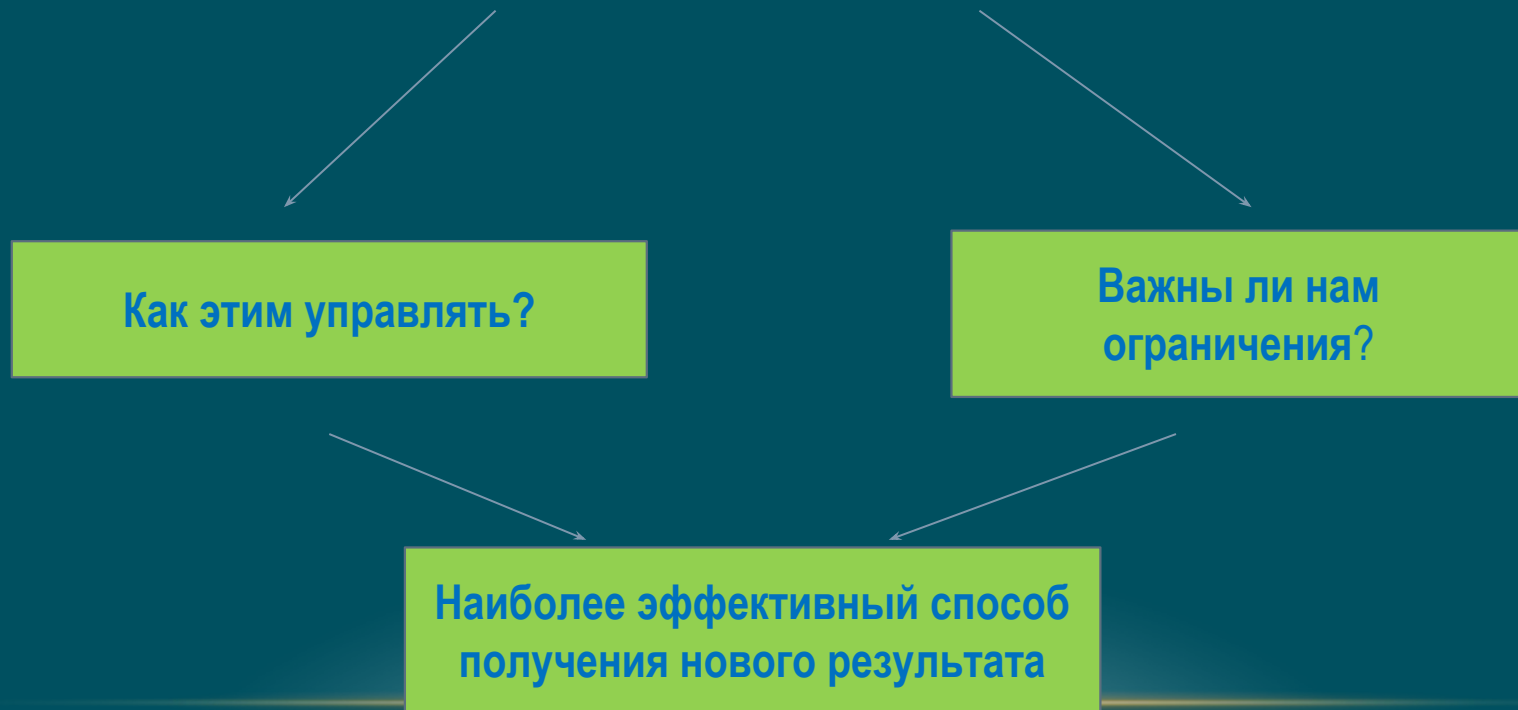 Как этим управлять?
Важны ли нам
ограничения?
Наиболее эффективный способ
получения нового результата